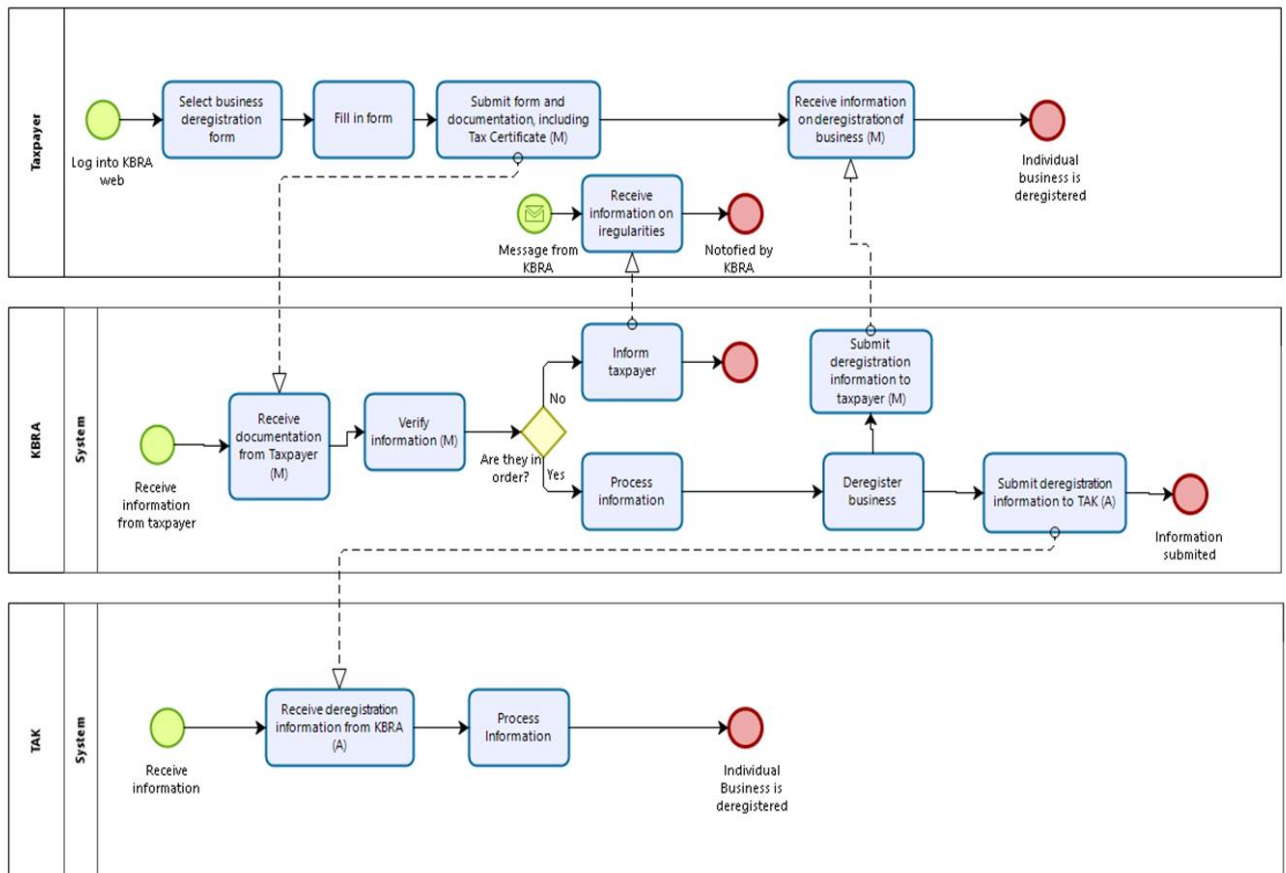 Taxpayer
Select business
deregistration
form
Fill in form
Submit form and
documentation, including
Tax Certificate (M)
Receive information
on deregistration of
business (M)
Log into KBRA
web
Individual
business is
deregistered
Receive
information on
iregularities
Message from
KBRA
Notofied by
KBRA
KBRA
System
Inform
taxpayer
Submit
deregistration
information to
taxpayer (M)
No
Receive
documentation
from Taxpayer
(M)
Verify
information (M)
Are they in
order?
Yes
Receive
information
from taxpayer
Process
information
Deregister
business
Submit deregistration
information to TAK (A)
Information
submited
TAK
System
Receive deregistration
information from KBRA
(A)
Process
Information
Receive
information
Individual
Business is
deregistered